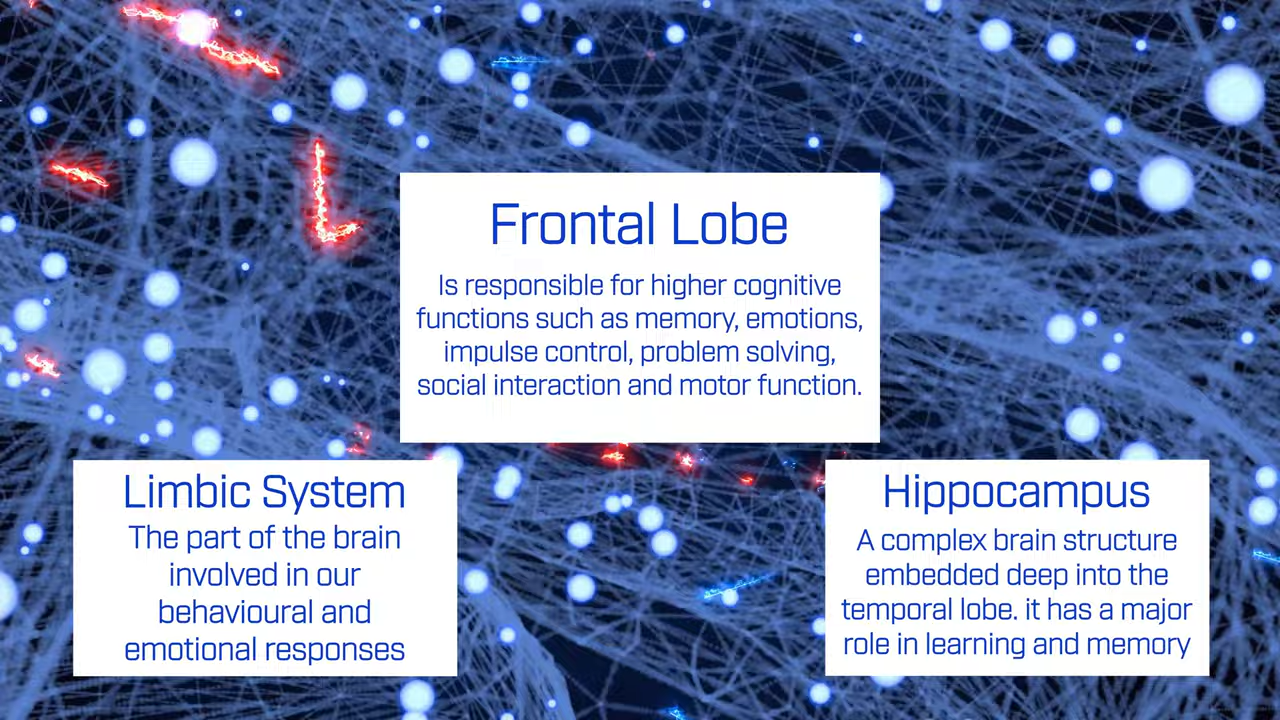 Frontal Lobe
Is responsible for higher cognitive
functions such as memory, emotions,
impulse control, problem solving,
social interaction and motor function.
Limbic System
The part of the brain
involved in our
behavioural and
emotional responses
Hippocampus
A complex brain structure
embedded deep into the
temporal lobe. it has a major
role in learning and memory